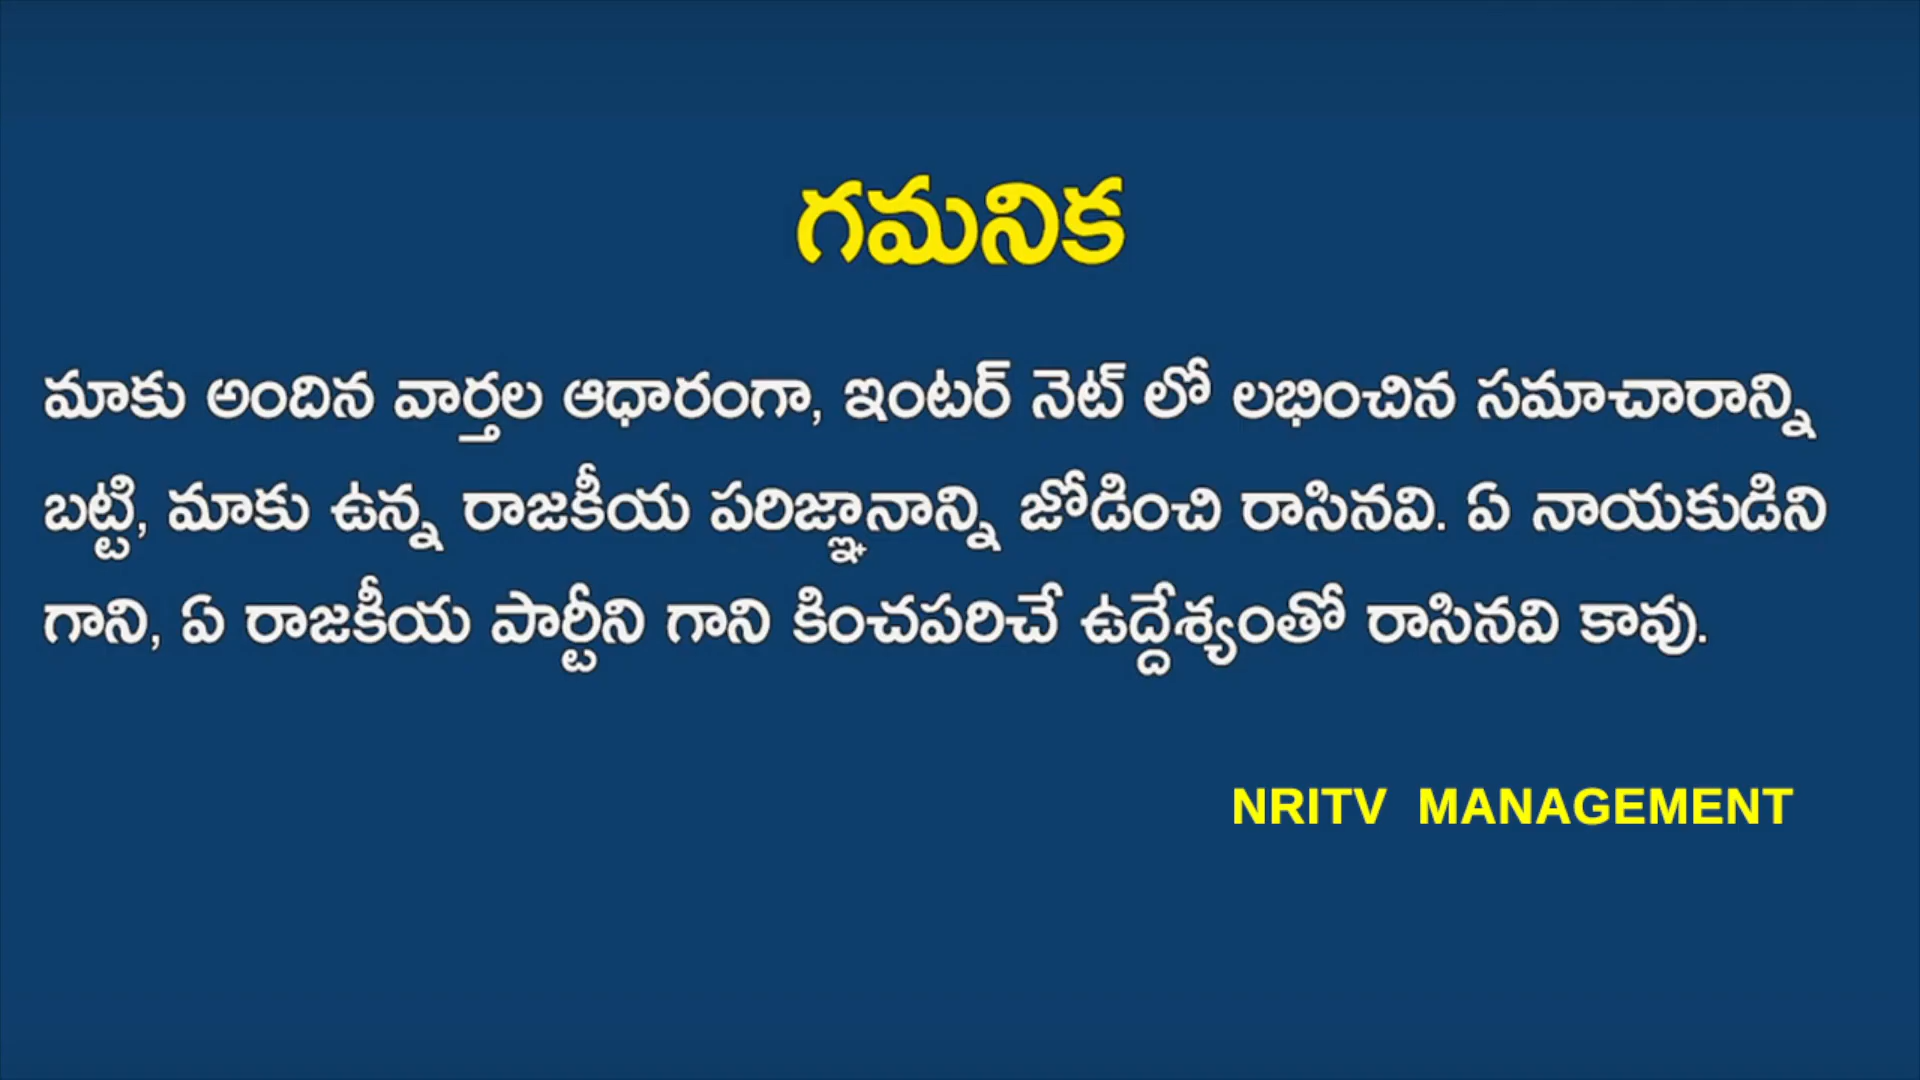 గమనిక
మాకు అందిన వార్తల ఆధారంగా, ఇంటర్ నెట్ లో లభించిన సమాచారాన్ని
బట్టి, మాకు ఉన్న రాజకీయ పరిజ్ఞానాన్ని జోడించి రాసినవి. ఏ నాయకుడిని
గాని, ఏ రాజకీయ పార్టీని గాని కించపరిచే ఉద్దేశ్యంతో రాసినవి కావు.
NRITV MANAGEMENT